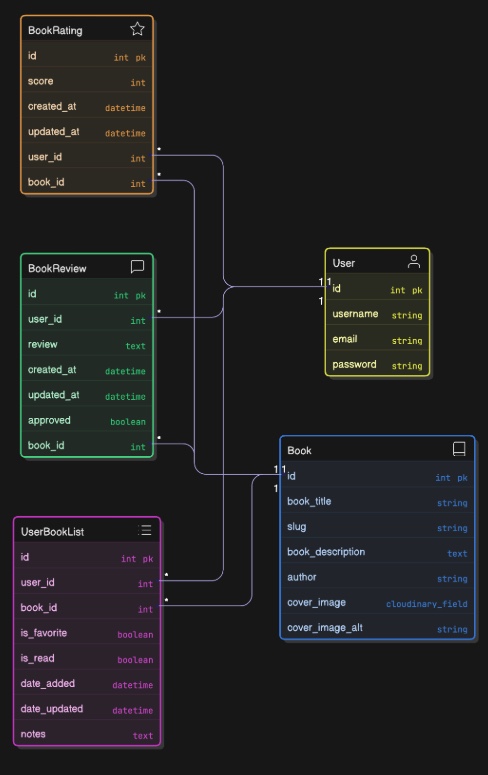 BookRating
id int pk
score int
created_at datetime
updated_at datetime
user_id int
book_id int
*
*
BookReview
id int pk
user_id int
review text
created_at datetime
updated_at datetime
approved boolean
book_id int
*
*
User
1 1
id int pk
1
username string
email string
password string
Book
1 1
id int pk
1
book_title string
slug string
book_description text
author string
cover_image cloudinary_field
cover_image_alt string
UserBookList
id int pk
user_id int
book_id int
is_favorite boolean
is_read boolean
date_added datetime
date_updated datetime
notes text
*
*